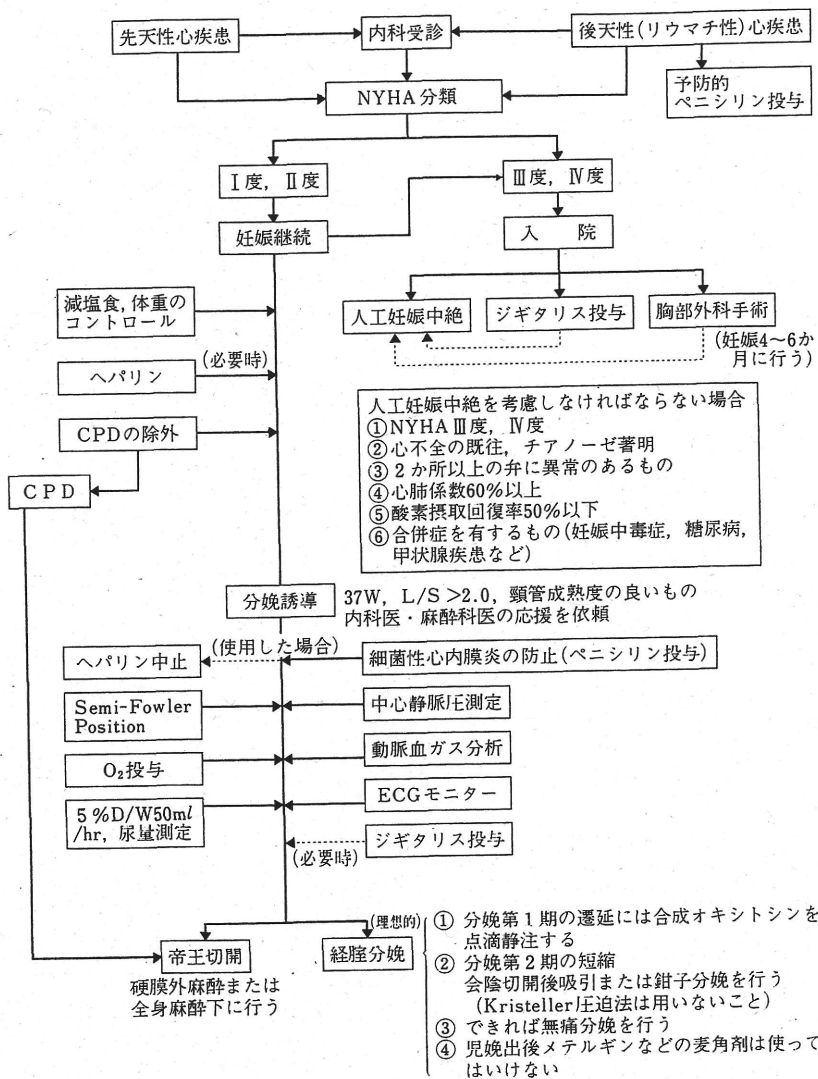 先天性心疾患
内科受診
後天性(リウマチ性)心疾患
NYHA分類
予防的
ペニシリン投与
Ⅰ度，Ⅱ度
Ⅲ度，Ⅳ度
妊娠継続
入　院
減塩食，体重の
コントロール
人工妊娠中絶
ジギタリス投与
胸部外科手術
(妊娠4～6か
月に行う)
ヘパリン
(必要時)
CPDの除外
CPD
人工妊娠中絶を考慮しなければならない場合
①NYHA Ⅲ度，Ⅳ度
②心不全の既往，チアノーゼ著明
③2か所以上の弁に異常のあるもの
④心肺係数60%以上
⑤酸素摂取回復率50%以下
⑥合併症を有するもの(妊娠中毒症，糖尿病，
甲状腺疾患など)
分娩誘導
37W，L/S＞2.0，頸管成熟度の良いもの
内科医・麻酔科医の応援を依頼
ヘパリン中止
(使用した場合)
細菌性心内膜炎の防止(ペニシリン投与)
Semi-Fowler
Position
中心静脈圧測定
O₂投与
動脈血ガス分析
5%D/W50ml
/hr，尿量測定
ECGモニター
ジギタリス投与
(必要時)
帝王切開
硬膜外麻酔または
全身麻酔下に行う
(理想的)
経腟分娩
① 分娩第1期の遷延には合成オキシトシンを
点滴静注する
② 分娩第2期の短縮
会陰切開後吸引または鉗子分娩を行う
(Kristeller圧迫法は用いないこと)
③ できれば無痛分娩を行う
④ 児娩出後メテルギンなどの麦角剤は使って
はいけない